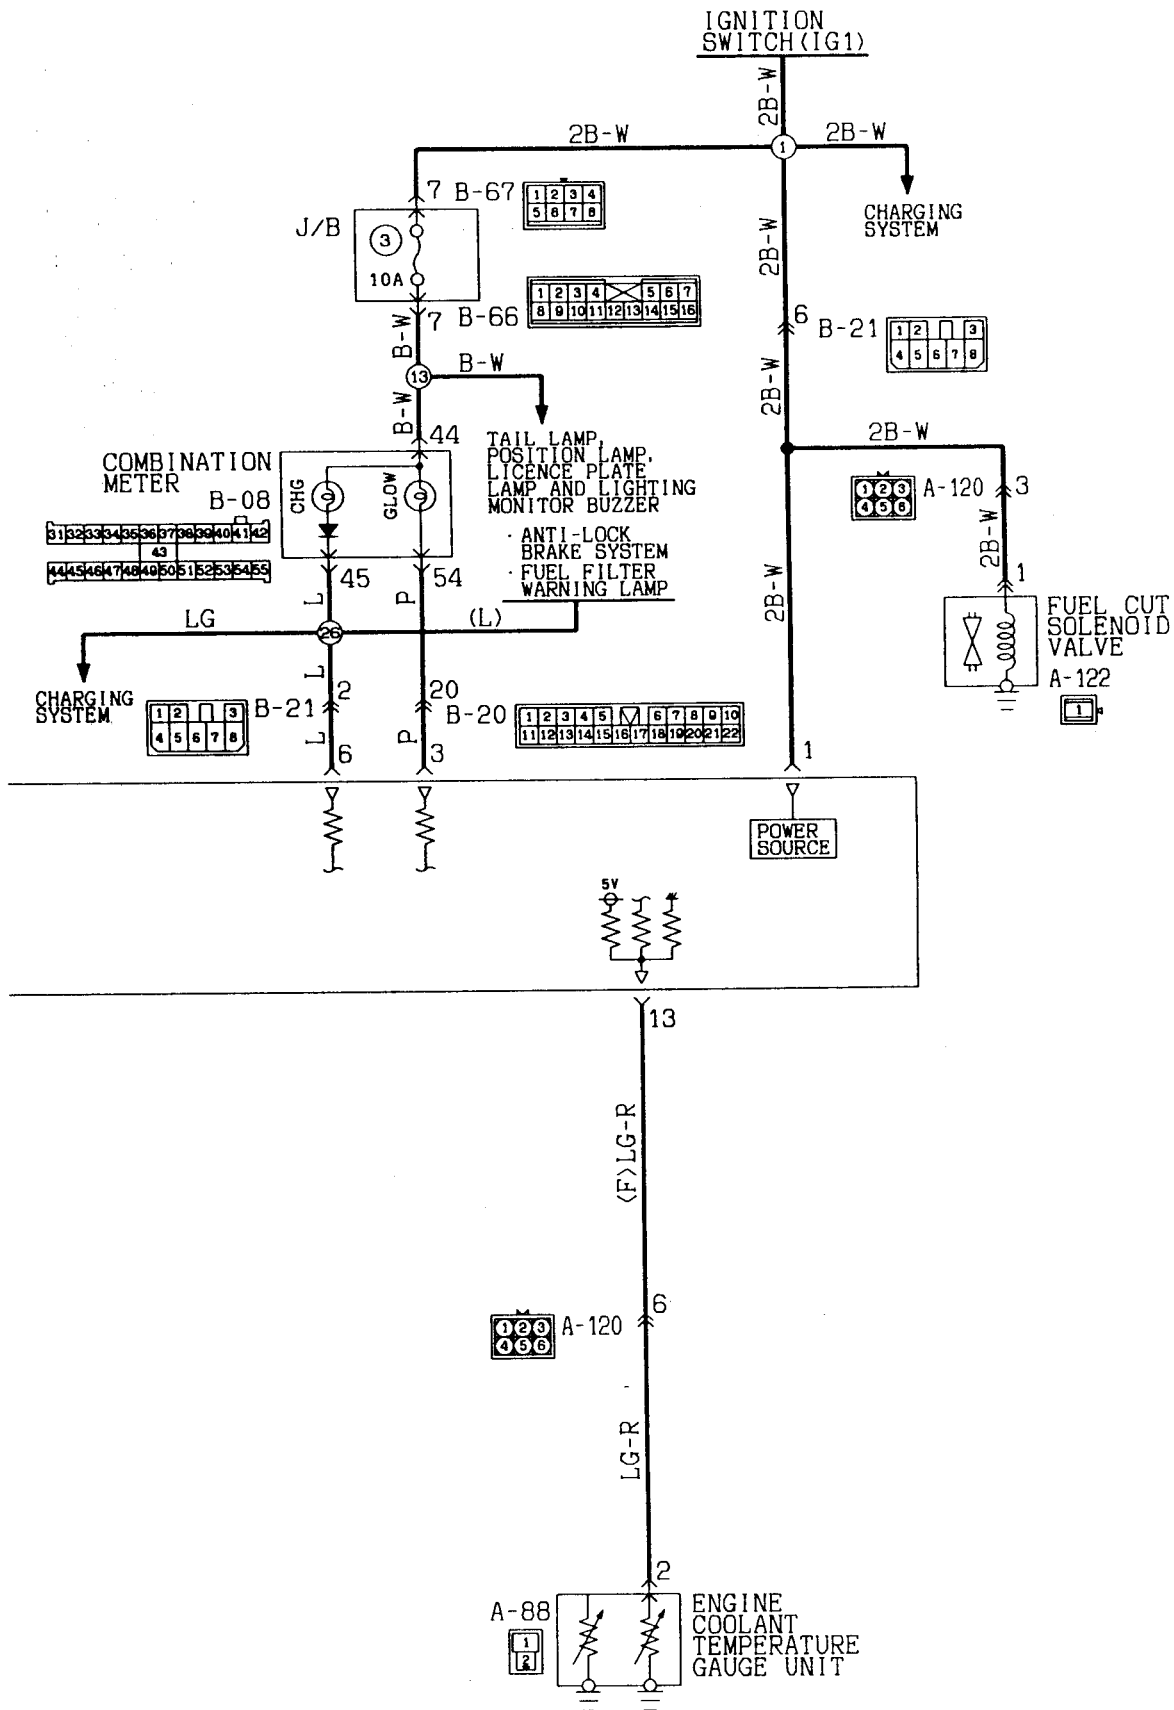 IGNITION
SWITCH(IG1)
2B-W
2B-W
2B-W
1
CHARGING
SYSTEM
7
B-67
1 2 3 4
5 6 7 8
J/B
3
10A
2B-W
7
B-66
1 2 3 4 5 6 7
8 9 10 11 12 13 14 15 16
6
B-21
1 2 3
4 5 6 7 8
B-W
13
B-W
B-W
2B-W
44
TAIL LAMP,
POSITION LAMP,
LICENCE PLATE
LAMP AND LIGHTING
MONITOR BUZZER
· ANTI-LOCK
BRAKE SYSTEM
· FUEL FILTER
WARNING LAMP
2B-W
COMBINATION
METER
B-08
CHG
GLOW
31 32 33 34 35 36 37 38 39 40 41 42
43
44 45 46 47 48 49 50 51 52 53 54 55
1 2 3
4 5 6
A-120
3
2B-W
1
FUEL CUT
SOLENOID
VALVE
A-122
1
45
54
L
P
2B-W
LG
26
(L)
CHARGING
SYSTEM
L
1 2 3
4 5 6 7 8
B-21
2
20
B-20
1 2 3 4 5 6 7 8 9 10
11 12 13 14 15 16 17 18 19 20 21 22
L
P
6
3
1
POWER
SOURCE
5V
13
(F)LG-R
1 2 3
4 5 6
A-120
6
LG-R
2
A-88
1
2
ENGINE
COOLANT
TEMPERATURE
GAUGE UNIT